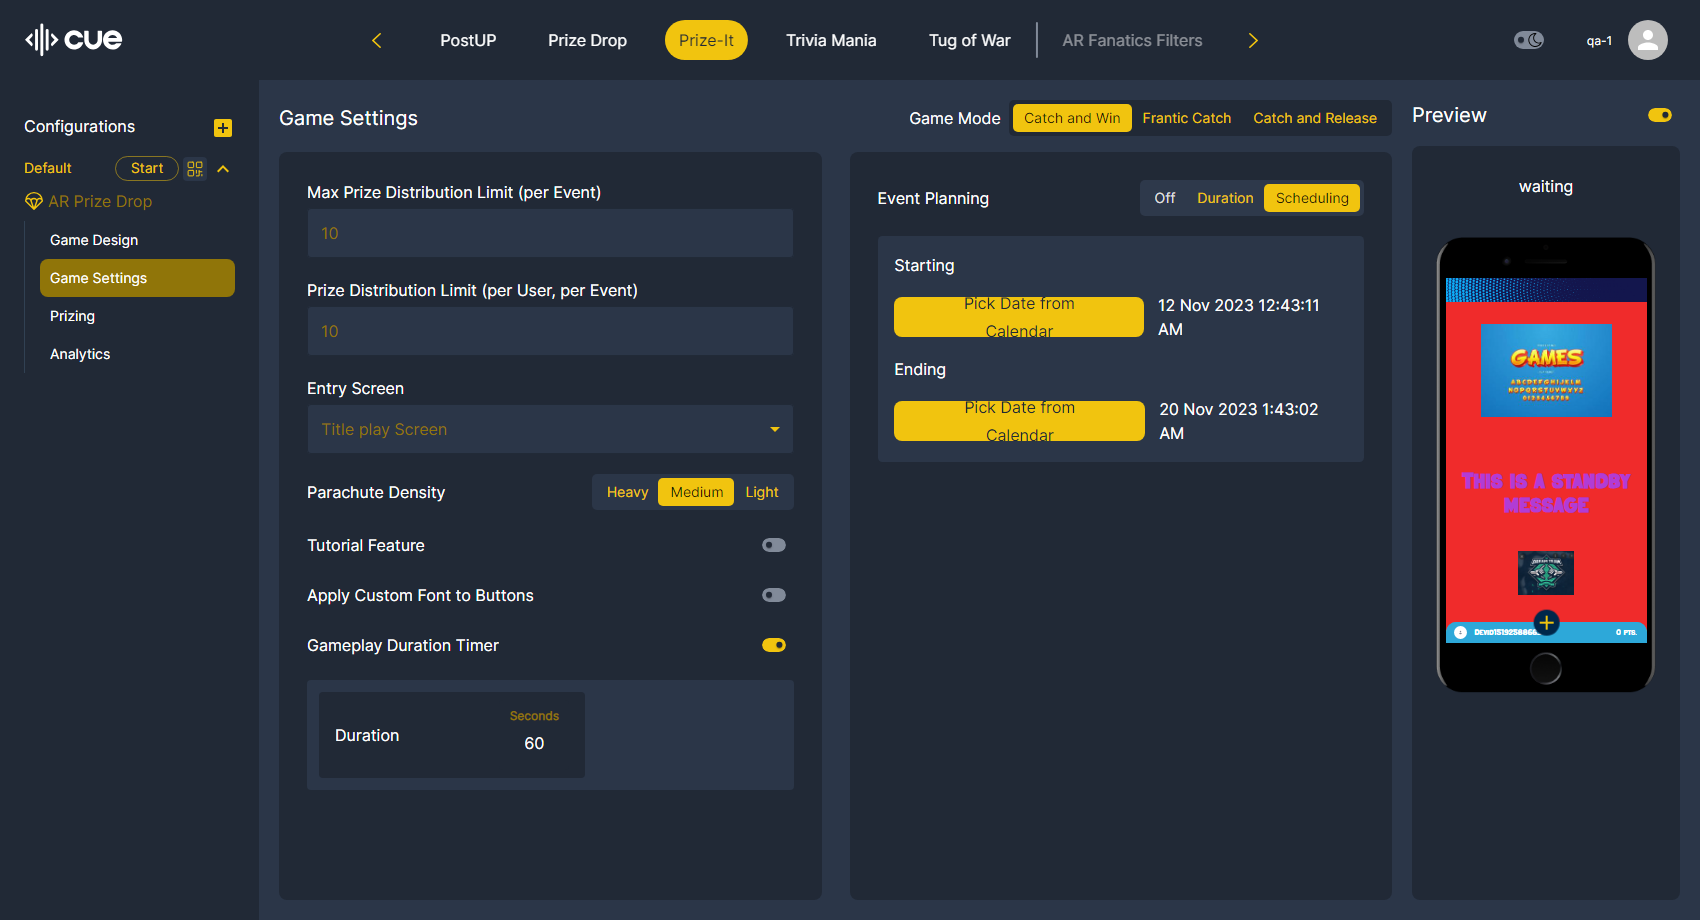 cue
PostUP
Prize Drop
Prize-It
Trivia Mania
Tug of War
AR Fanatics Filters
qa-1
Configurations
Default
Start
AR Prize Drop
Game Design
Game Settings
Prizing
Analytics
Game Settings
Game Mode
Catch and Win
Frantic Catch
Catch and Release
Max Prize Distribution Limit (per Event)
10
Prize Distribution Limit (per User, per Event)
10
Entry Screen
Title play Screen
Parachute Density
Heavy
Medium
Light
Tutorial Feature
Apply Custom Font to Buttons
Gameplay Duration Timer
Duration
Seconds
60
Event Planning
Off
Duration
Scheduling
Starting
Pick Date from
Calendar
12 Nov 2023 12:43:11
AM
Ending
Pick Date from
Calendar
20 Nov 2023 1:43:02
AM
Preview
waiting
GAMES
ABCDEFGHIJKLM
NOPQRSTUVWXYZ
This is a standby
message
0 pts.